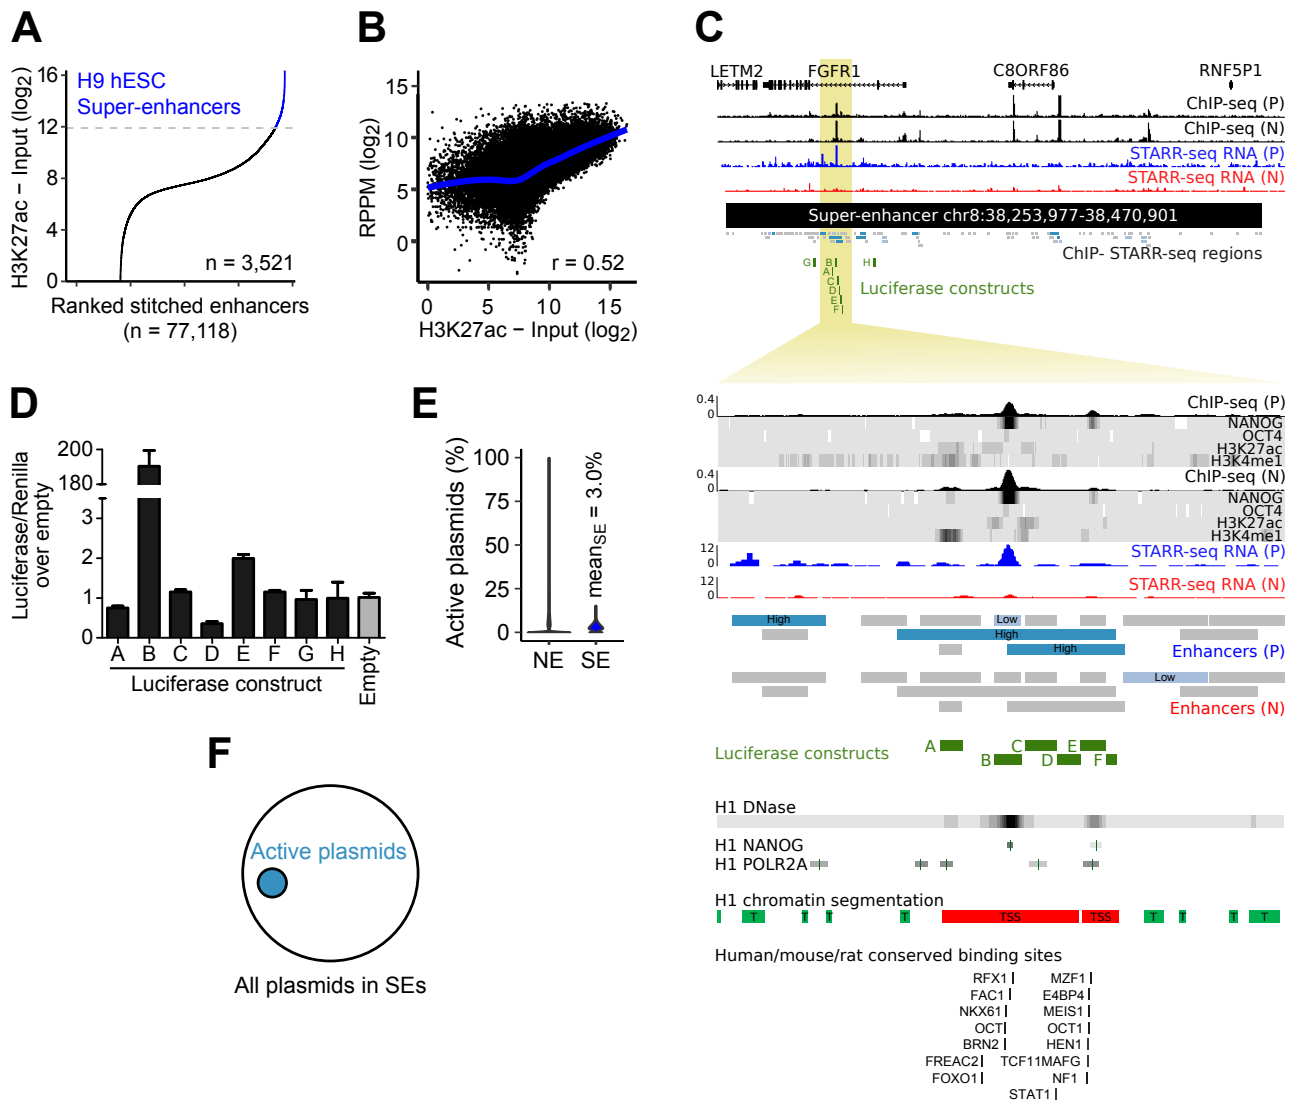 A
H3K27ac − Input (log2)
16
12
8
4
0
H9 hESC
Super-enhancers
n = 3,521
Ranked stitched enhancers
(n = 77,118)
B
RPPM (log2)
15
10
5
0
r = 0.52
0 5 10 15
H3K27ac − Input (log2)
C
LETM2 FGFR1 C8ORF86 RNF5P1
ChIP-seq (P)
ChIP-seq (N)
STARR-seq RNA (P)
STARR-seq RNA (N)
Super-enhancer chr8:38,253,977-38,470,901
ChIP- STARR-seq regions
G B H
A
C
D
E
F
Luciferase constructs
0.4
0
ChIP-seq (P)
NANOG
OCT4
H3K27ac
H3K4me1
0.4
0
ChIP-seq (N)
NANOG
OCT4
H3K27ac
H3K4me1
12
0
STARR-seq RNA (P)
12
0
STARR-seq RNA (N)
High Low
High
High
Enhancers (P)
Low
Enhancers (N)
Luciferase constructs
A C E
B D F
H1 DNase
H1 NANOG
H1 POLR2A
H1 chromatin segmentation
T T T T TSS TSS T T T T
Human/mouse/rat conserved binding sites
RFX1 MZF1
FAC1 E4BP4
NKX61 MEIS1
OCT OCT1
BRN2 HEN1
FREAC2 TCF11MAFG
FOXO1 NF1
STAT1
D
Luciferase/Renilla
over empty
200
180
3
2
1
0
A B C D E F G H Empty
Luciferase construct
E
Active plasmids (%)
100
75
50
25
0
meanSE = 3.0%
NE SE
F
Active plasmids
All plasmids in SEs